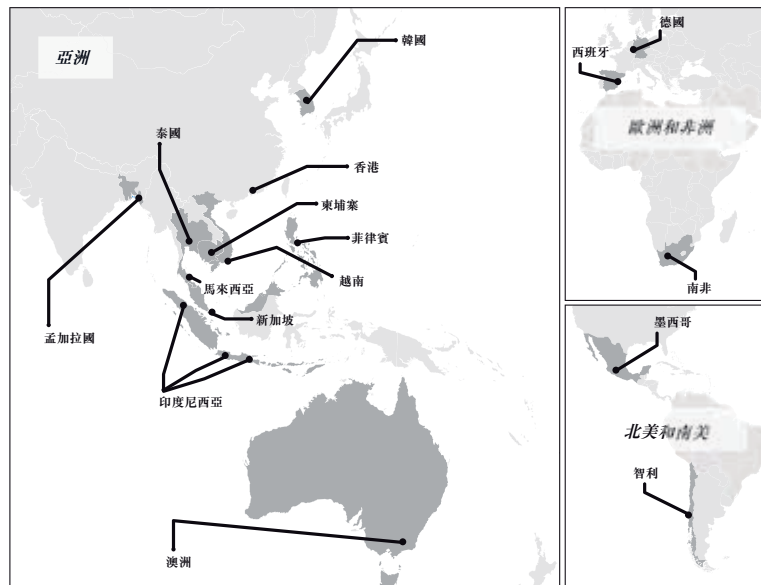 亞洲
韓國
泰國
香港
柬埔寨
菲律賓
越南
馬來西亞
新加坡
孟加拉國
印度尼西亞
澳洲
德國
西班牙
歐洲和非洲
南非
墨西哥
北美和南美
智利